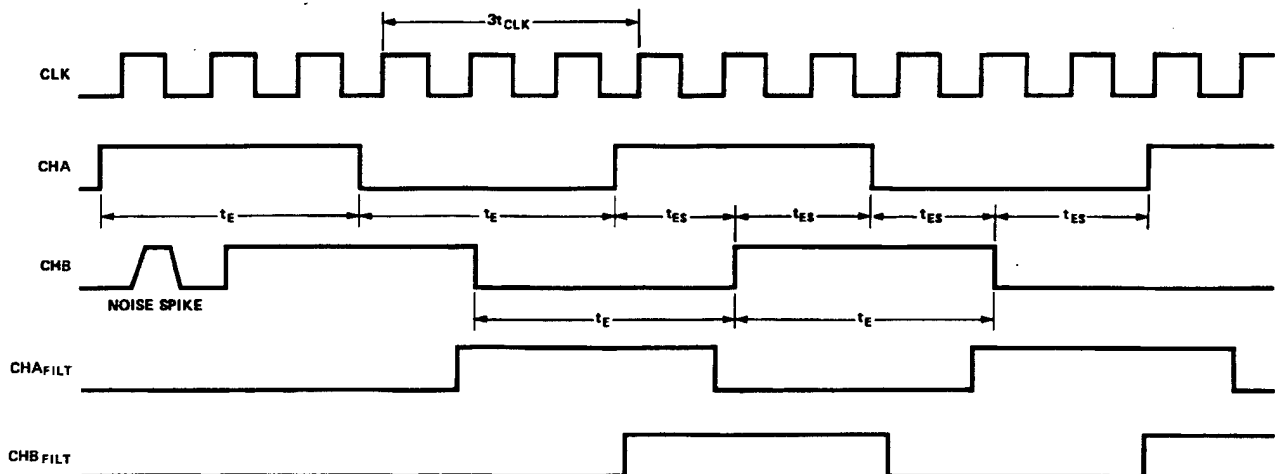 3tCLK
CLK
CHA
tE tE tES tES tES tES
CHB
NOISE SPIKE
tE tE
CHAFILT
CHBFILT